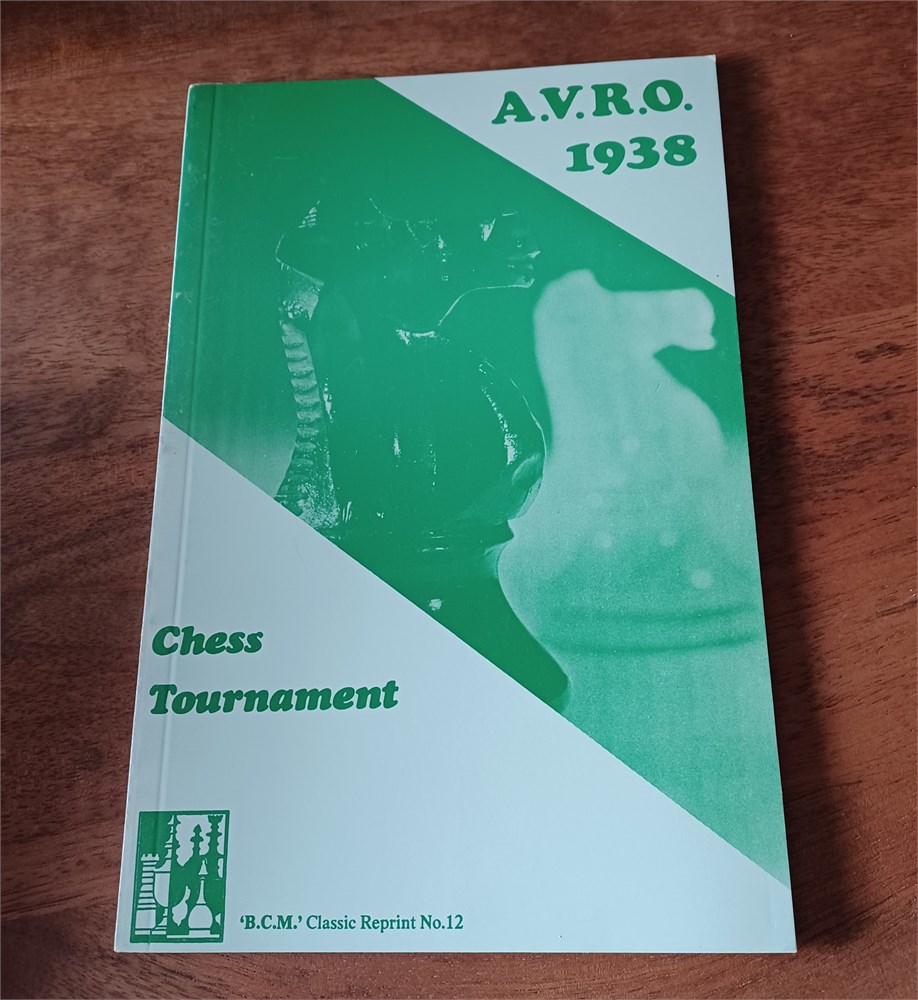 A.V.R.O.
1938
Chess
Tournament
'B.C.M.' Classic Reprint No.12